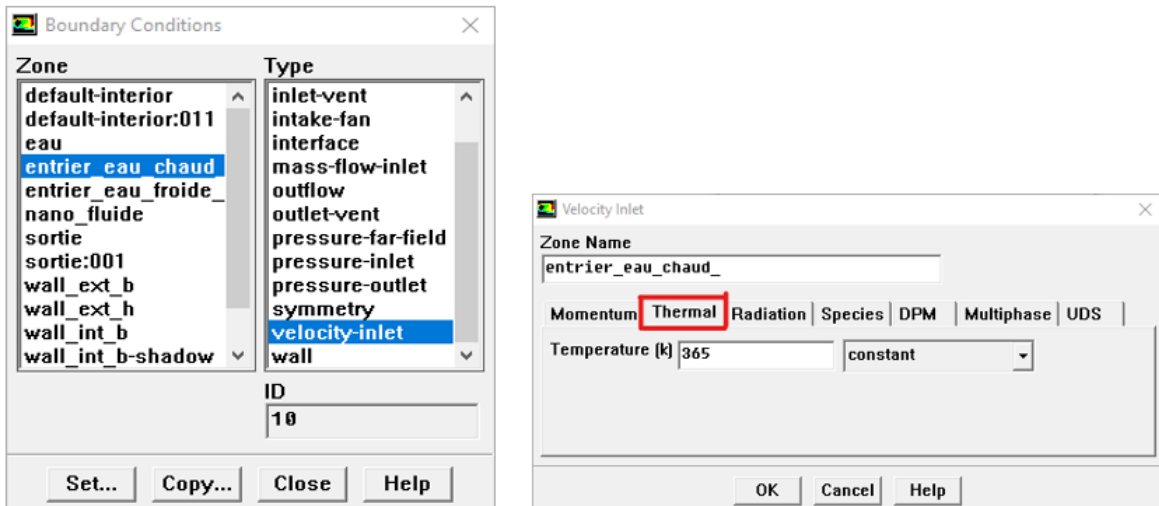 Boundary Conditions
Zone
default-interior
default-interior:011
eau
entrier_eau_chaud_
entrier_eau_froide_
nano_fluide
sortie
sortie:001
wall_ext_b
wall_ext_h
wall_int_b
wall_int_b-shadow
Type
inlet-vent
intake-fan
interface
mass-flow-inlet
outflow
outlet-vent
pressure-far-field
pressure-inlet
pressure-outlet
symmetry
velocity-inlet
wall
ID
10
Set... Copy... Close Help
Velocity Inlet
Zone Name
entrier_eau_chaud_
Momentum Thermal Radiation Species DPM Multiphase UDS
Temperature (k) 365 constant
OK Cancel Help